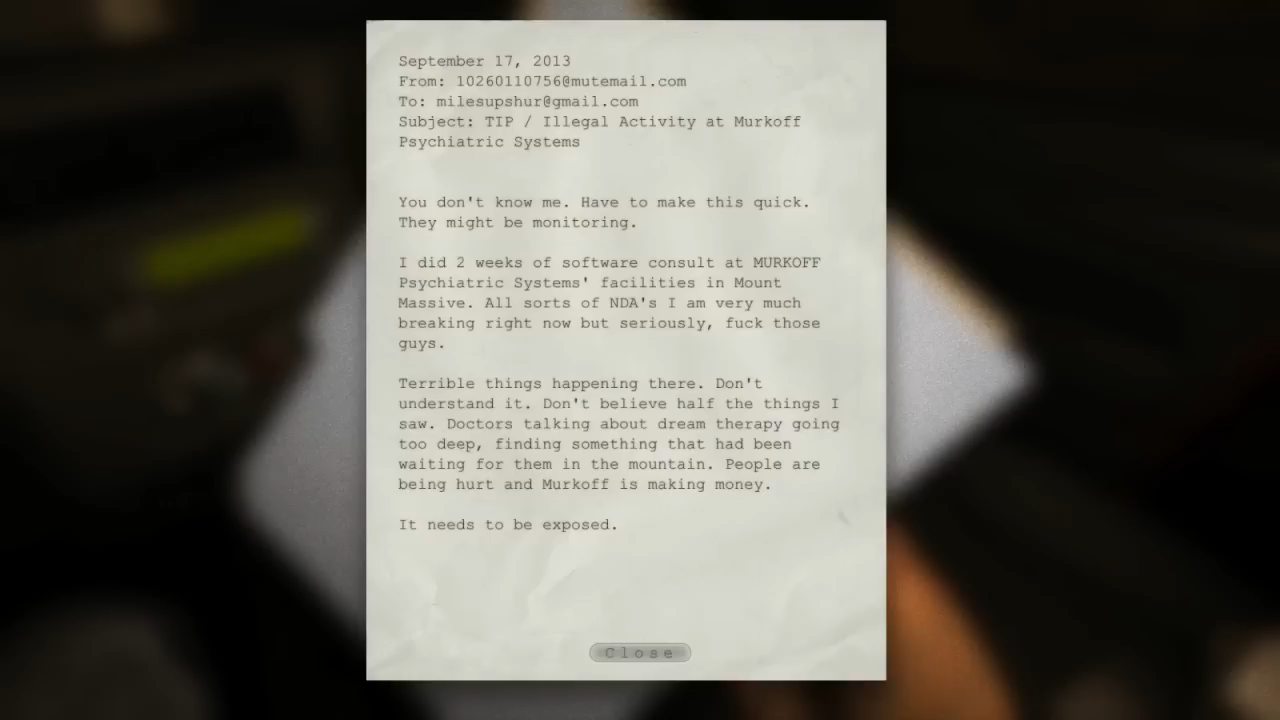 September 17, 2013
From: 10260110756@mutemail.com
To: milesupshur@gmail.com
Subject: TIP / Illegal Activity at Murkoff
Psychiatric Systems
You don't know me. Have to make this quick.
They might be monitoring.
I did 2 weeks of software consult at MURKOFF
Psychiatric Systems' facilities in Mount
Massive. All sorts of NDA's I am very much
breaking right now but seriously, fuck those
guys.
Terrible things happening there. Don't
understand it. Don't believe half the things I
saw. Doctors talking about dream therapy going
too deep, finding something that had been
waiting for them in the mountain. People are
being hurt and Murkoff is making money.
It needs to be exposed.
Close